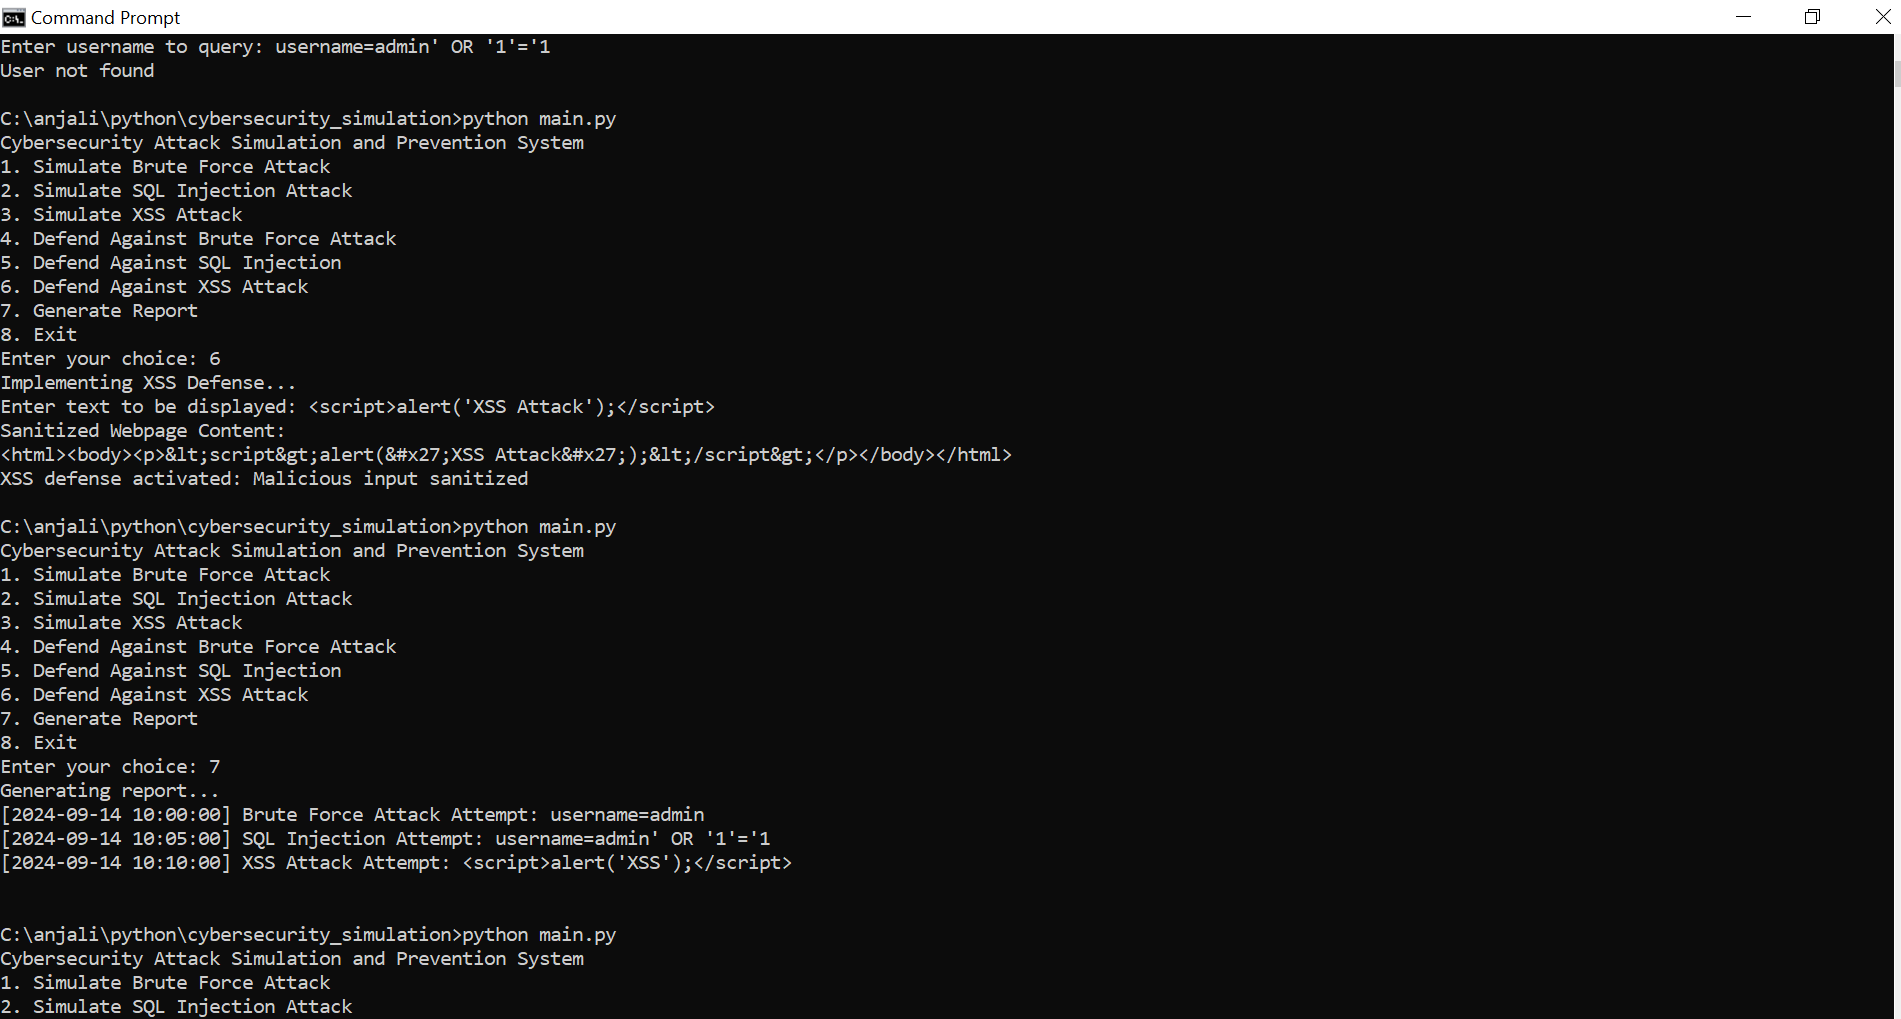 Command Prompt
Enter username to query: username=admin' OR '1'='1
User not found
C:\anjali\python\cybersecurity_simulation>python main.py
Cybersecurity Attack Simulation and Prevention System
1. Simulate Brute Force Attack
2. Simulate SQL Injection Attack
3. Simulate XSS Attack
4. Defend Against Brute Force Attack
5. Defend Against SQL Injection
6. Defend Against XSS Attack
7. Generate Report
8. Exit
Enter your choice: 6
Implementing XSS Defense...
Enter text to be displayed: <script>alert('XSS Attack');</script>
Sanitized Webpage Content:
<html><body><p>&lt;script&gt;alert(&#x27;XSS Attack&#x27;);&lt;/script&gt;</p></body></html>
XSS defense activated: Malicious input sanitized
C:\anjali\python\cybersecurity_simulation>python main.py
Cybersecurity Attack Simulation and Prevention System
1. Simulate Brute Force Attack
2. Simulate SQL Injection Attack
3. Simulate XSS Attack
4. Defend Against Brute Force Attack
5. Defend Against SQL Injection
6. Defend Against XSS Attack
7. Generate Report
8. Exit
Enter your choice: 7
Generating report...
[2024-09-14 10:00:00] Brute Force Attack Attempt: username=admin
[2024-09-14 10:05:00] SQL Injection Attempt: username=admin' OR '1'='1
[2024-09-14 10:10:00] XSS Attack Attempt: <script>alert('XSS');</script>
C:\anjali\python\cybersecurity_simulation>python main.py
Cybersecurity Attack Simulation and Prevention System
1. Simulate Brute Force Attack
2. Simulate SQL Injection Attack